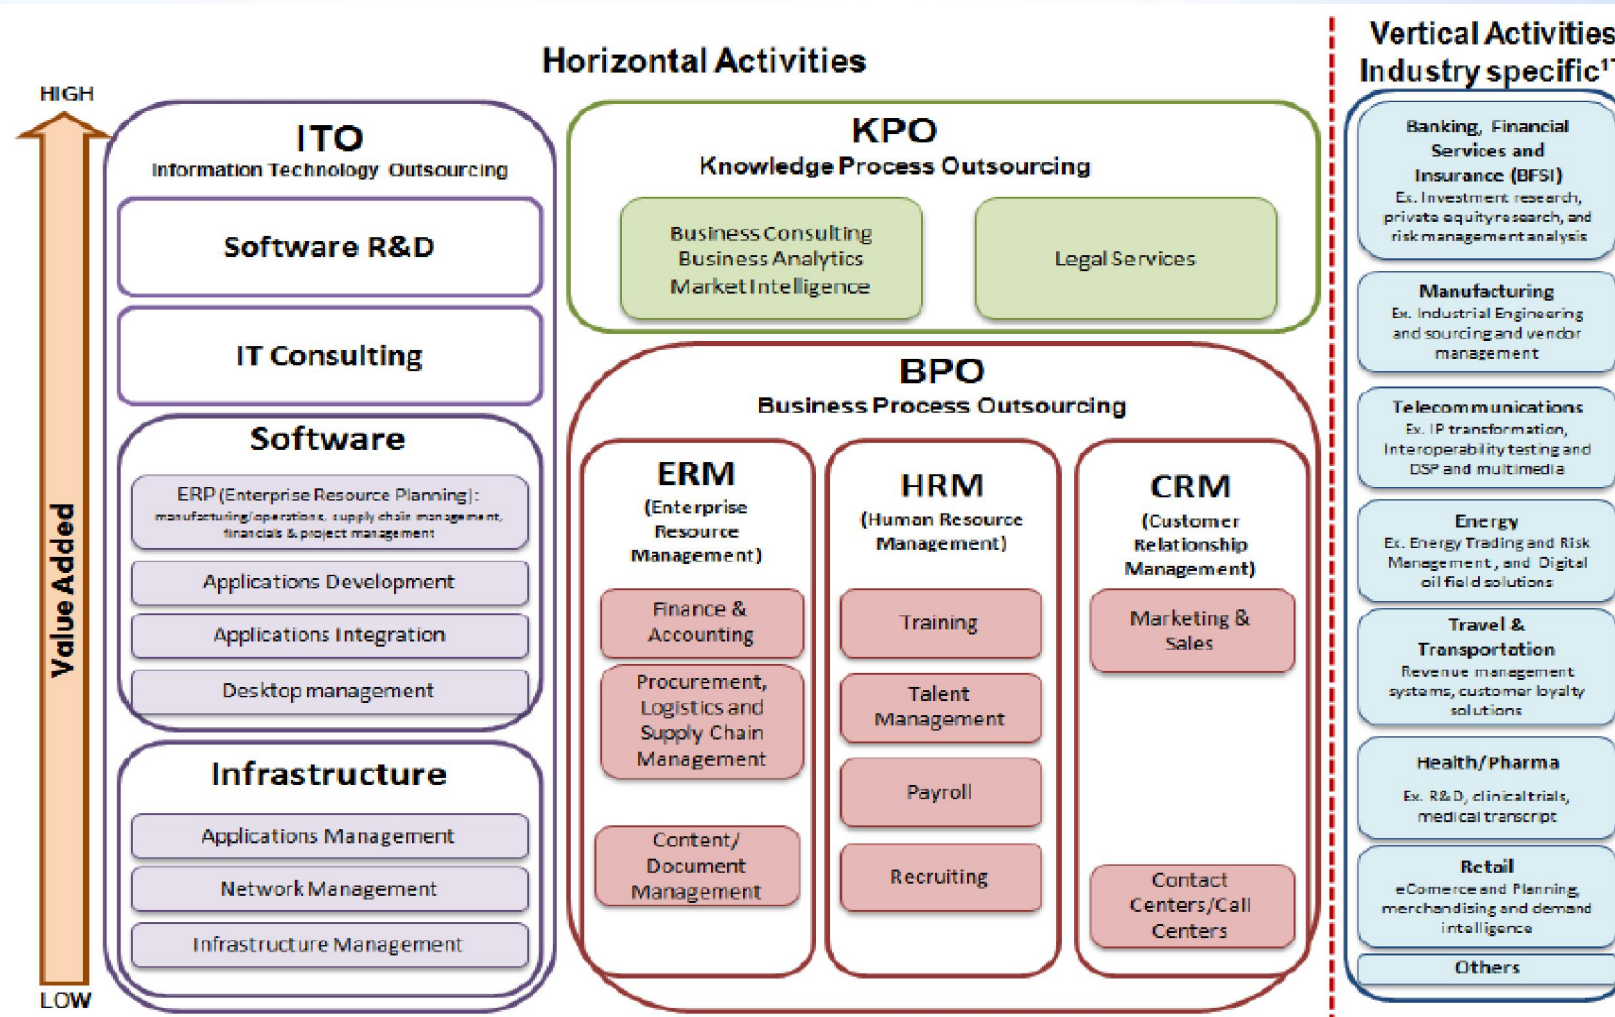 Horizontal Activities
Vertical Activities
Industry specific¹
HIGH
Value Added
LOW
ITO
Information Technology Outsourcing
Software R&D
IT Consulting
Software
ERP (Enterprise Resource Planning):
manufacturing/operations, supply chain management,
financials & project management
Applications Development
Applications Integration
Desktop management
Infrastructure
Applications Management
Network Management
Infrastructure Management
KPO
Knowledge Process Outsourcing
Business Consulting
Business Analytics
Market Intelligence
Legal Services
BPO
Business Process Outsourcing
ERM
(Enterprise
Resource
Management)
Finance &
Accounting
Procurement,
Logistics and
Supply Chain
Management
Content/
Document
Management
HRM
(Human Resource
Management)
Training
Talent
Management
Payroll
Recruiting
CRM
(Customer
Relationship
Management)
Marketing &
Sales
Contact
Centers/Call
Centers
Banking, Financial
Services and
Insurance (BFSI)
Ex. Investment research,
private equity research, and
risk management analysis
Manufacturing
Ex. Industrial Engineering
and sourcing and vendor
management
Telecommunications
Ex. IP transformation,
Interoperability testing and
DSP and multimedia
Energy
Ex. Energy Trading and Risk
Management, and Digital
oil field solutions
Travel &
Transportation
Revenue management
systems, customer loyalty
solutions
Health/Pharma
Ex. R&D, clinical trials,
medical transcript
Retail
eComerce and Planning,
merchandising and demand
intelligence
Others